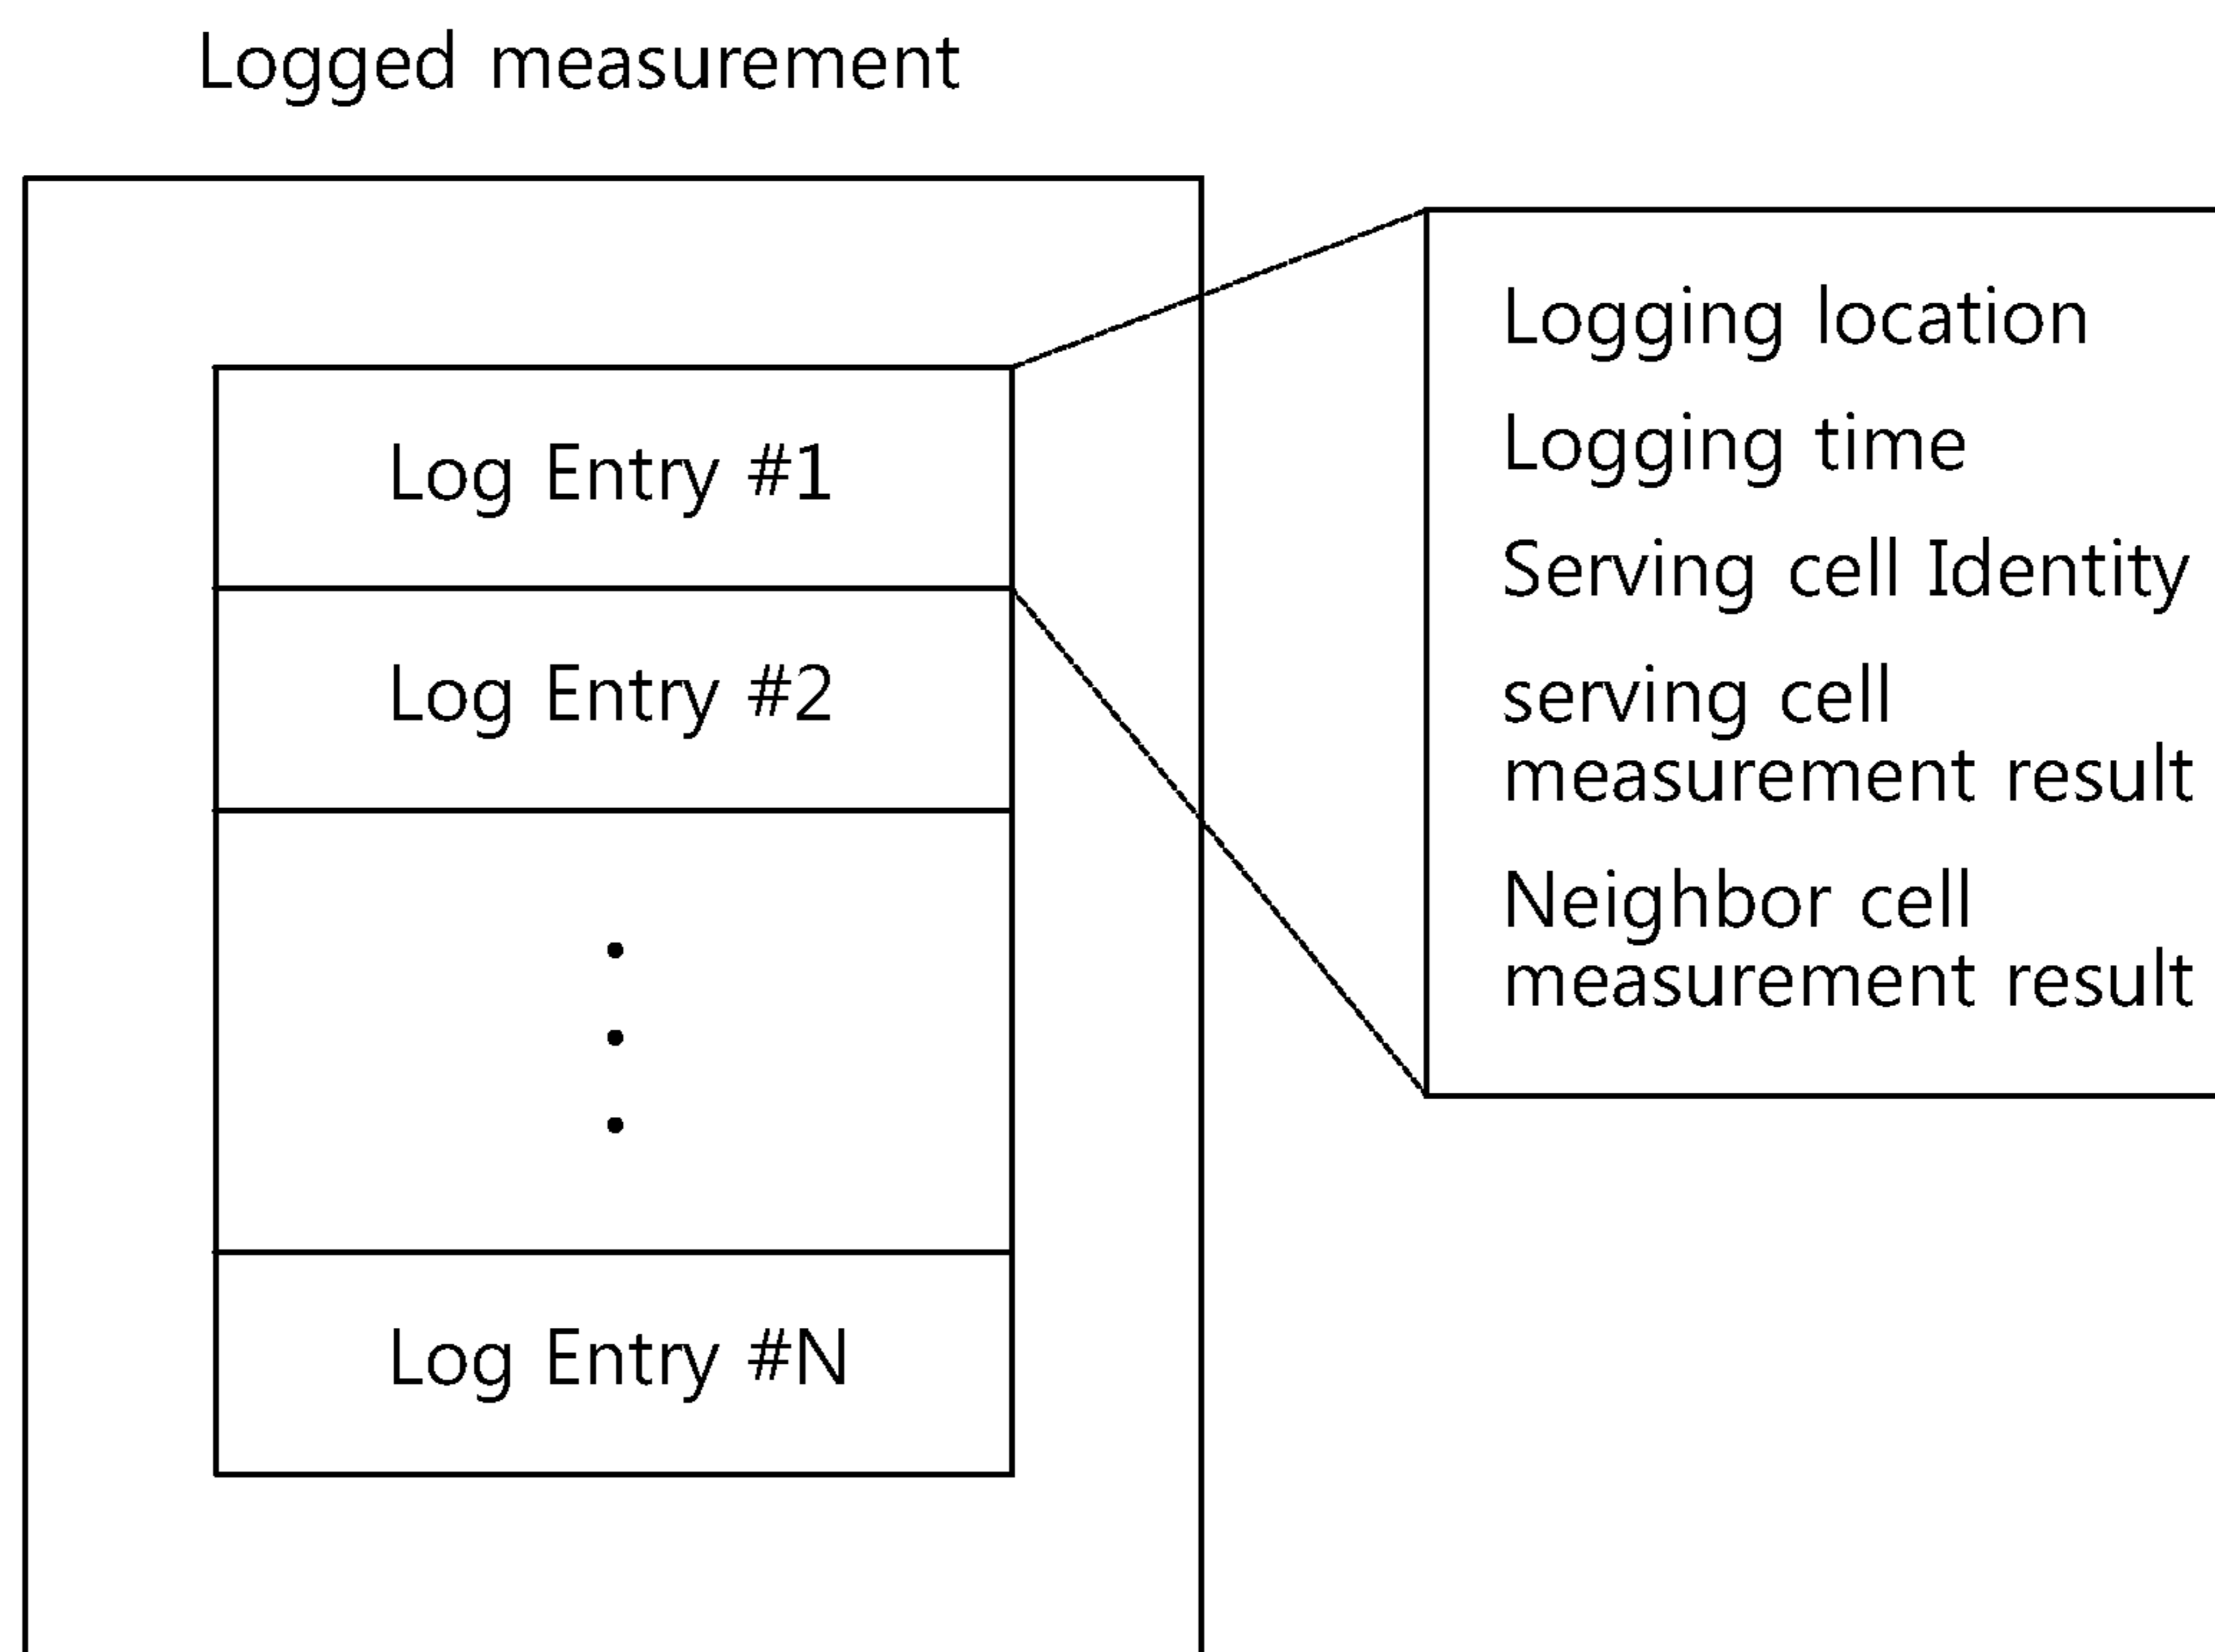 Logged measurement
Log Entry #1
Log Entry #2
Log Entry #N
Logging location
Logging time
Serving cell Identity
serving cell
measurement result
Neighbor cell
measurement result